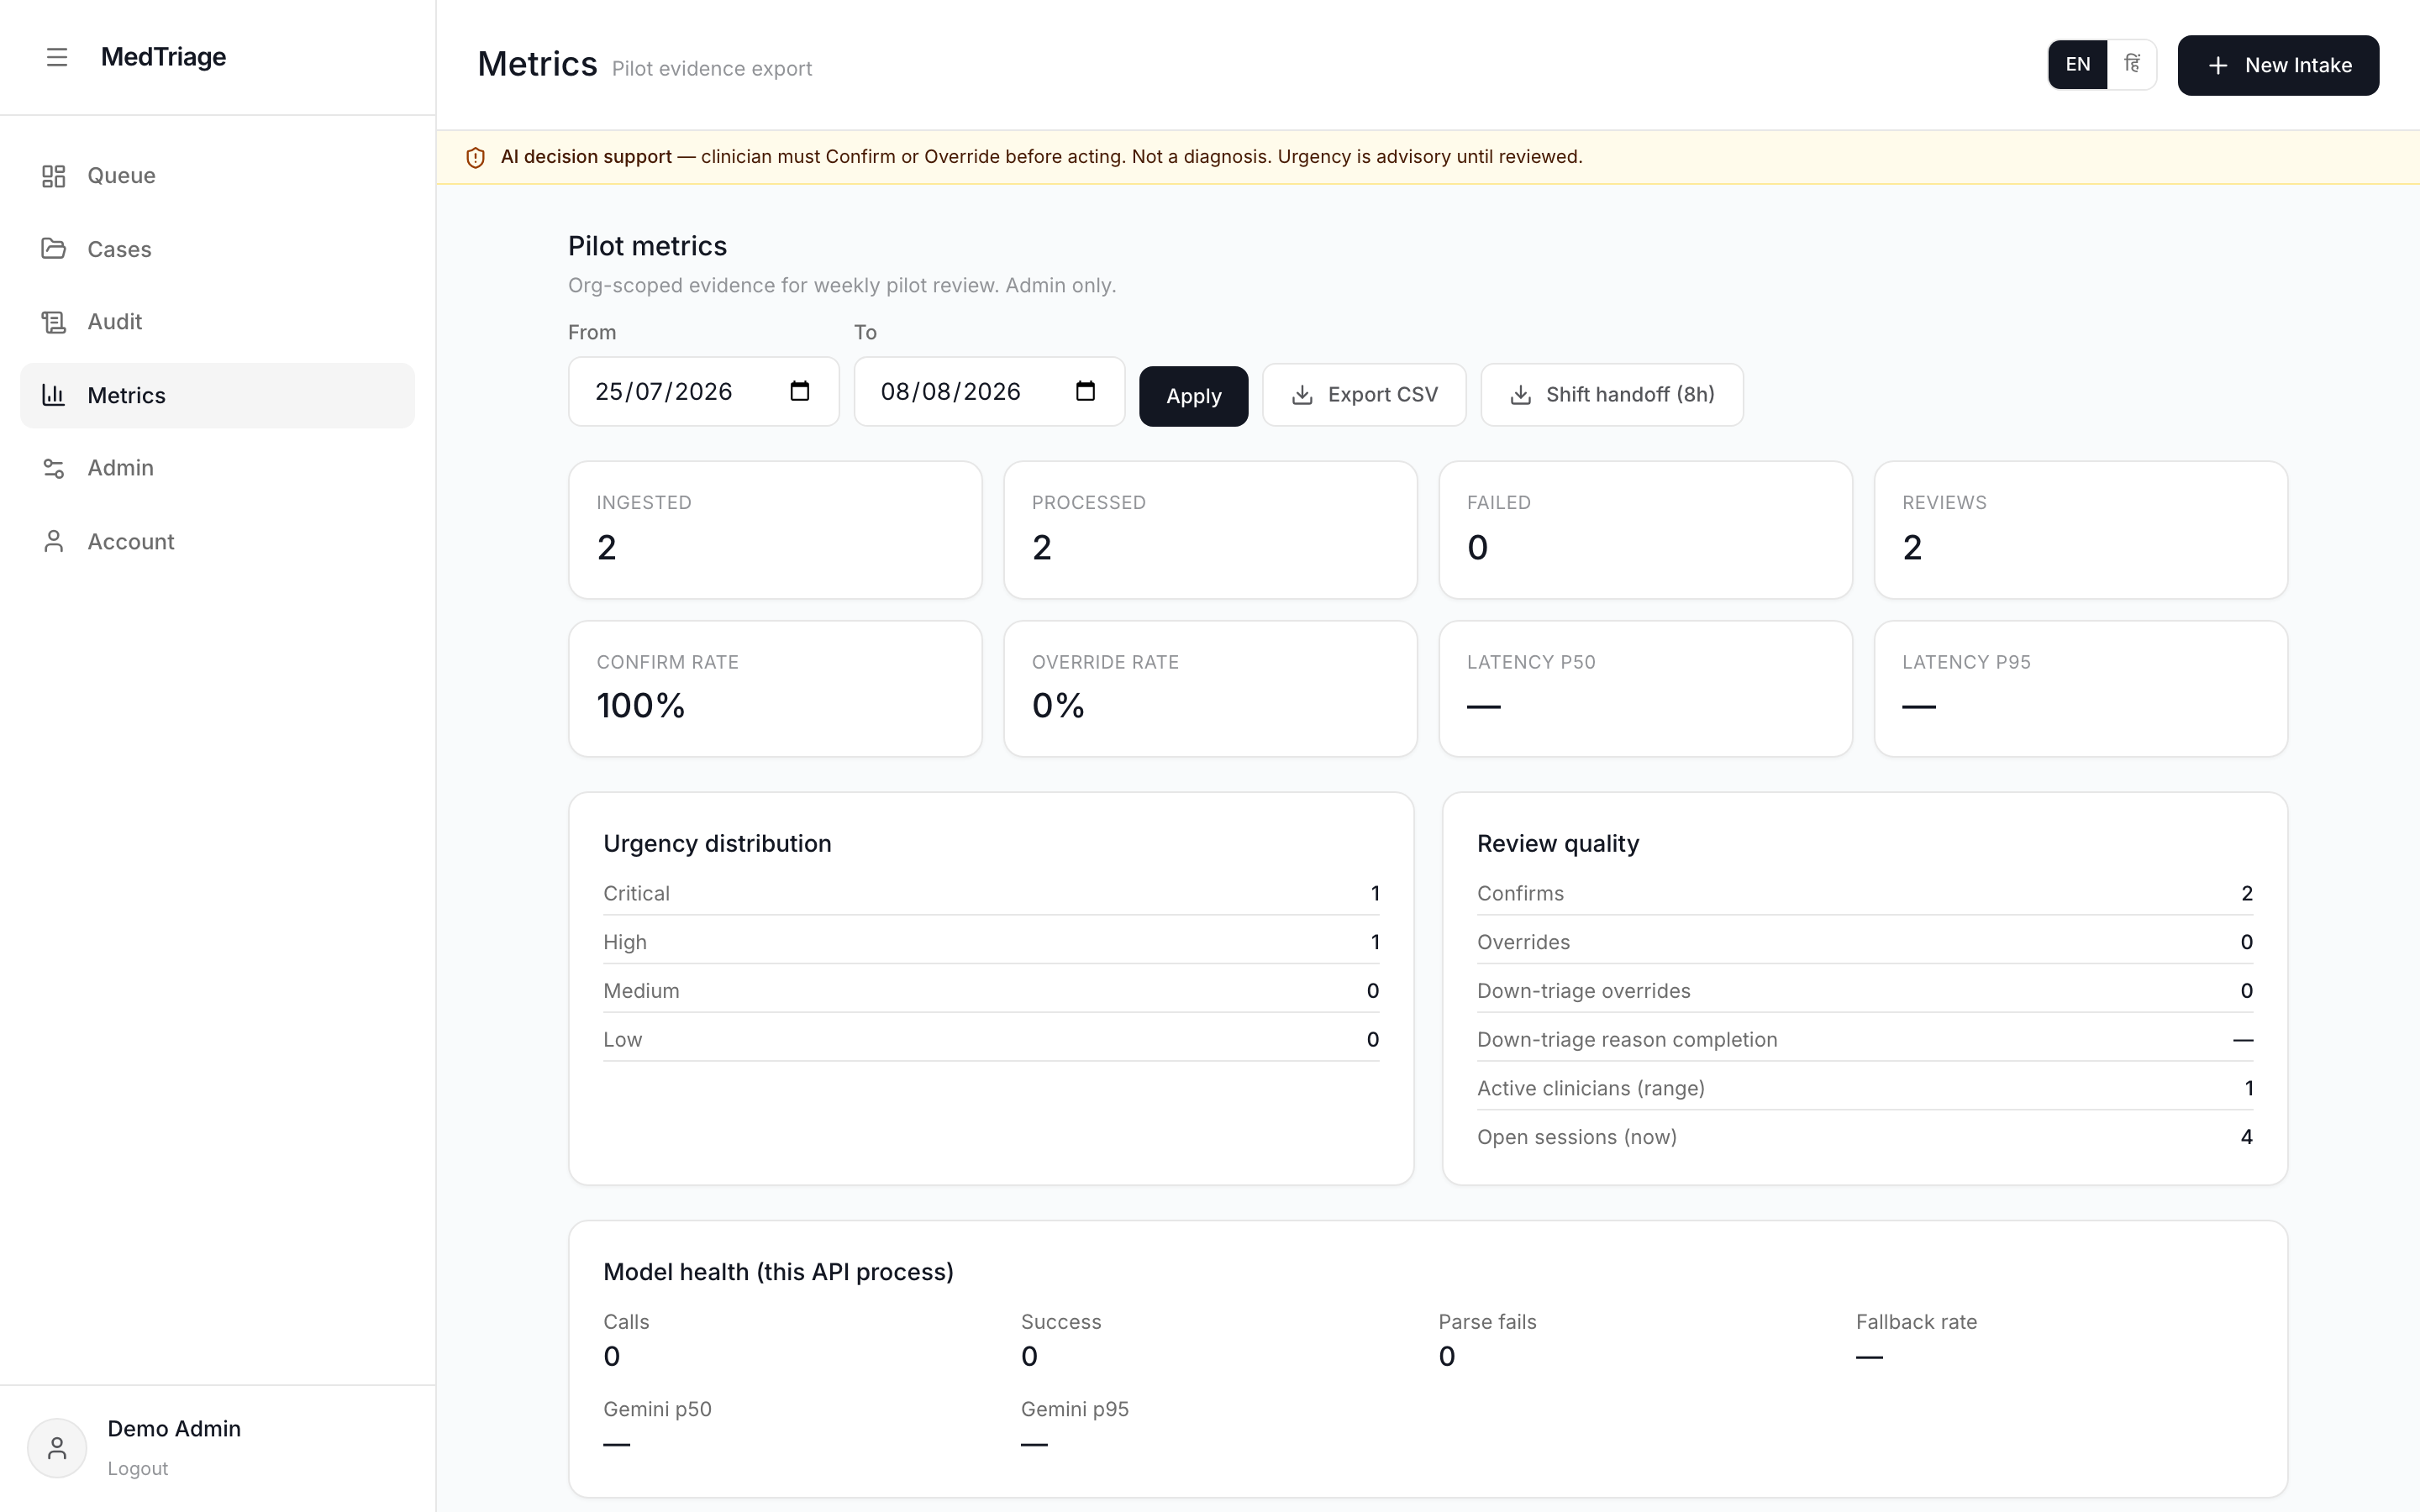 MedTriage
Queue
Cases
Audit
Metrics
Admin
Account
Demo Admin
Logout
Metrics Pilot evidence export
EN हिं
New Intake
AI decision support — clinician must Confirm or Override before acting. Not a diagnosis. Urgency is advisory until reviewed.
Pilot metrics
Org-scoped evidence for weekly pilot review. Admin only.
From To
25/07/2026 08/08/2026 Apply Export CSV Shift handoff (8h)
INGESTED PROCESSED FAILED REVIEWS
2 2 0 2
CONFIRM RATE OVERRIDE RATE LATENCY P50 LATENCY P95
100% 0% — —
Urgency distribution
Critical 1
High 1
Medium 0
Low 0
Review quality
Confirms 2
Overrides 0
Down-triage overrides 0
Down-triage reason completion —
Active clinicians (range) 1
Open sessions (now) 4
Model health (this API process)
Calls Success Parse fails Fallback rate
0 0 0 —
Gemini p50 Gemini p95
— —